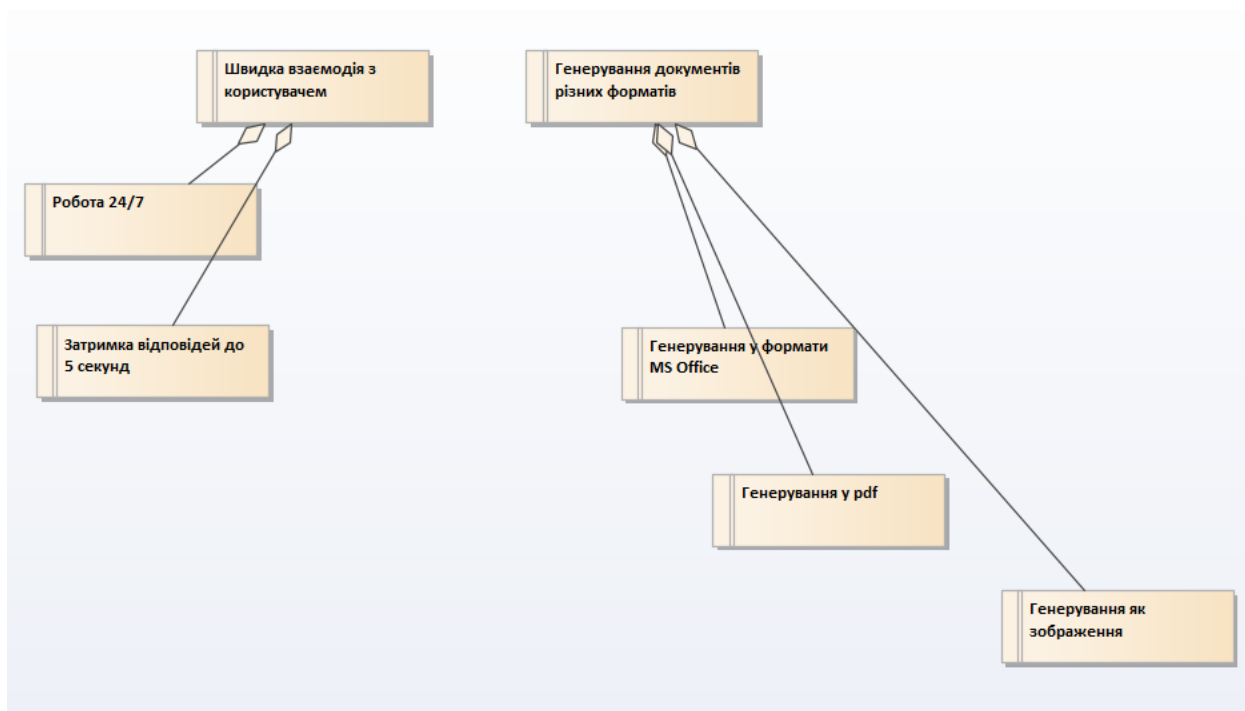 Швидка взаємодія з
користувачем
Генерування документів
різних форматів
Робота 24/7
Затримка відповідей до
5 секунд
Генерування у формати
MS Office
Генерування у pdf
Генерування як
зображення